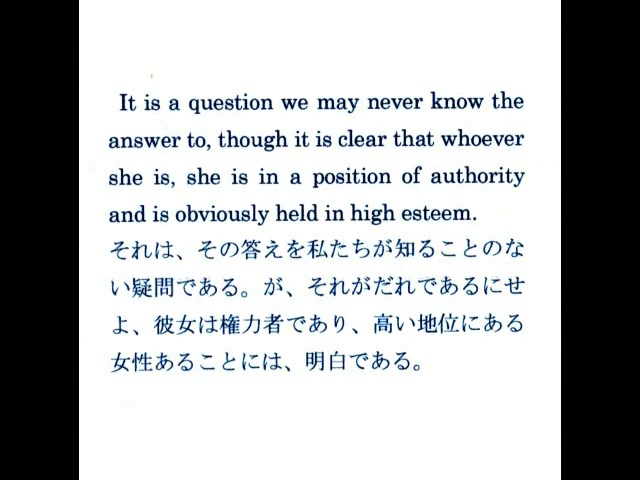 It is a question we may never know the
answer to, though it is clear that whoever
she is, she is in a position of authority
and is obviously held in high esteem.
それは、その答えを私たちが知ることのな
い疑問である。が、それがだれであるにせ
よ、彼女は権力者であり、高い地位にある
女性あることには、明白である。